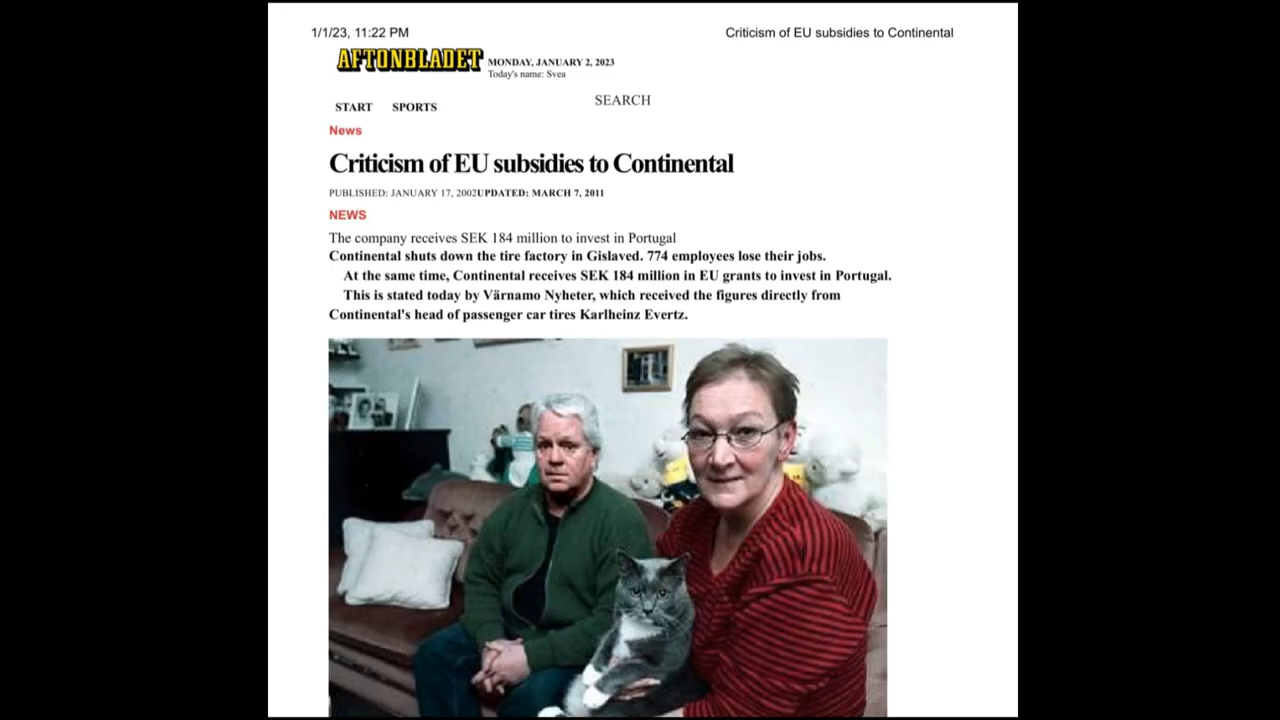 1/1/23, 11:22 PM
Criticism of EU subsidies to Continental
AFTONBLADET
MONDAY, JANUARY 2, 2023
Today's name: Svea
SEARCH
START SPORTS
News
Criticism of EU subsidies to Continental
PUBLISHED: JANUARY 17, 2002UPDATED: MARCH 7, 2011
NEWS
The company receives SEK 184 million to invest in Portugal
Continental shuts down the tire factory in Gislaved. 774 employees lose their jobs.
At the same time, Continental receives SEK 184 million in EU grants to invest in Portugal.
This is stated today by Värnamo Nyheter, which received the figures directly from
Continental's head of passenger car tires Karlheinz Evertz.